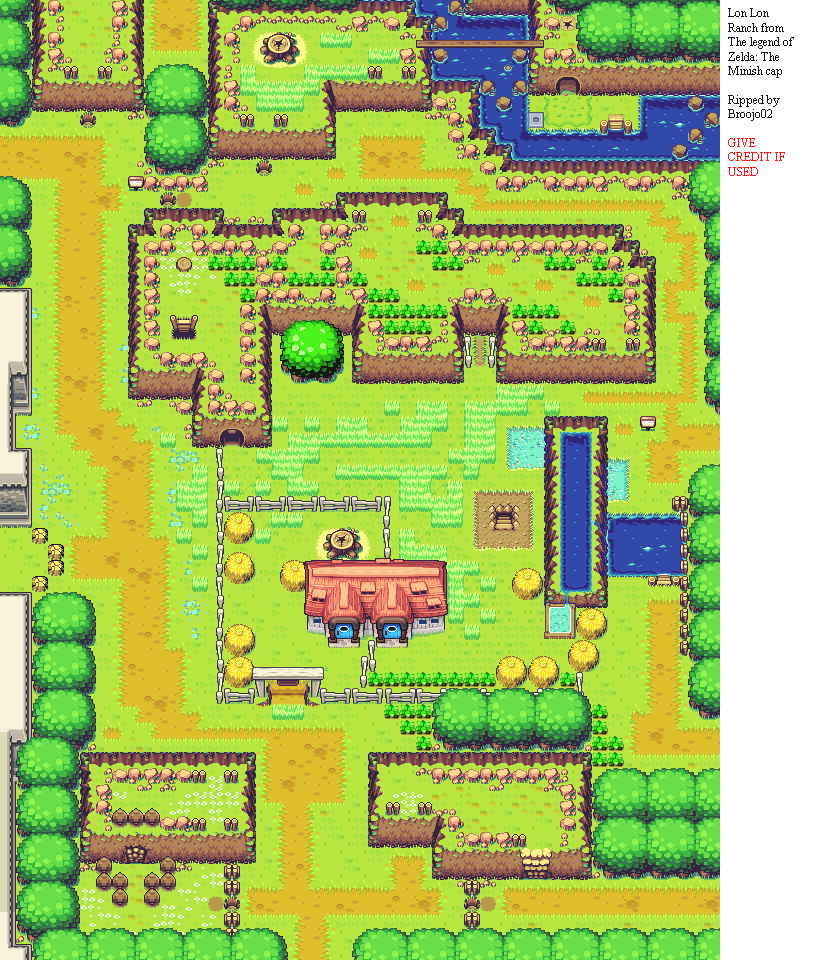 Lon Lon
Ranch from
The legend of
Zelda: The
Minish cap
Ripped by
Broojo02
GIVE
CREDIT IF
USED